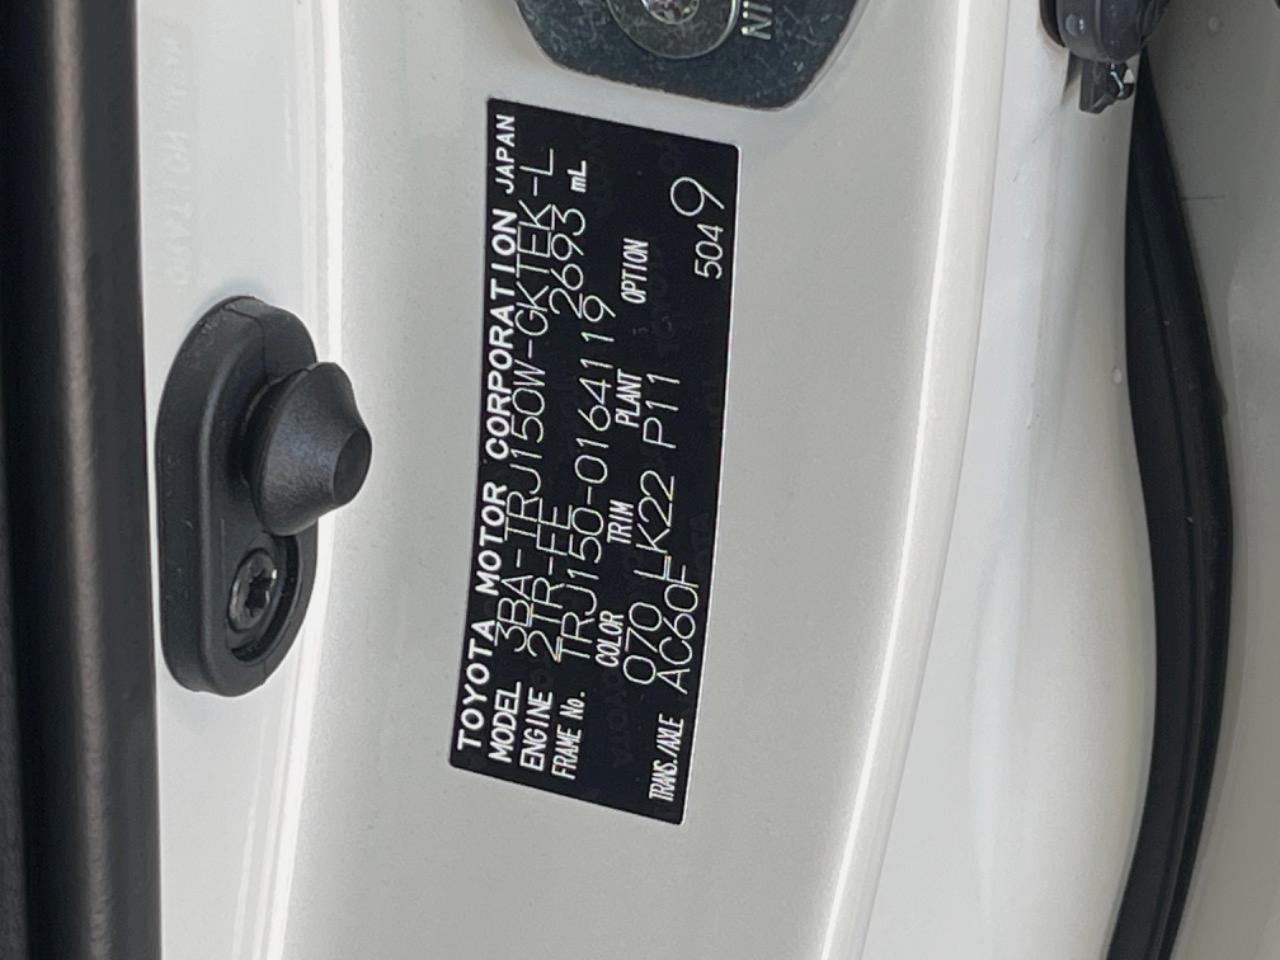 TOYOTA MOTOR CORPORATION JAPAN
MODEL 3BA-TRJ150W-GKTEK-L
ENGINE 2TR-FE 2693 mL
FRAME No. TRJ150-0164119
COLOR TRIM PLANT OPTION
070 LK22 P11
TRANS./AXLE AC60F
5049